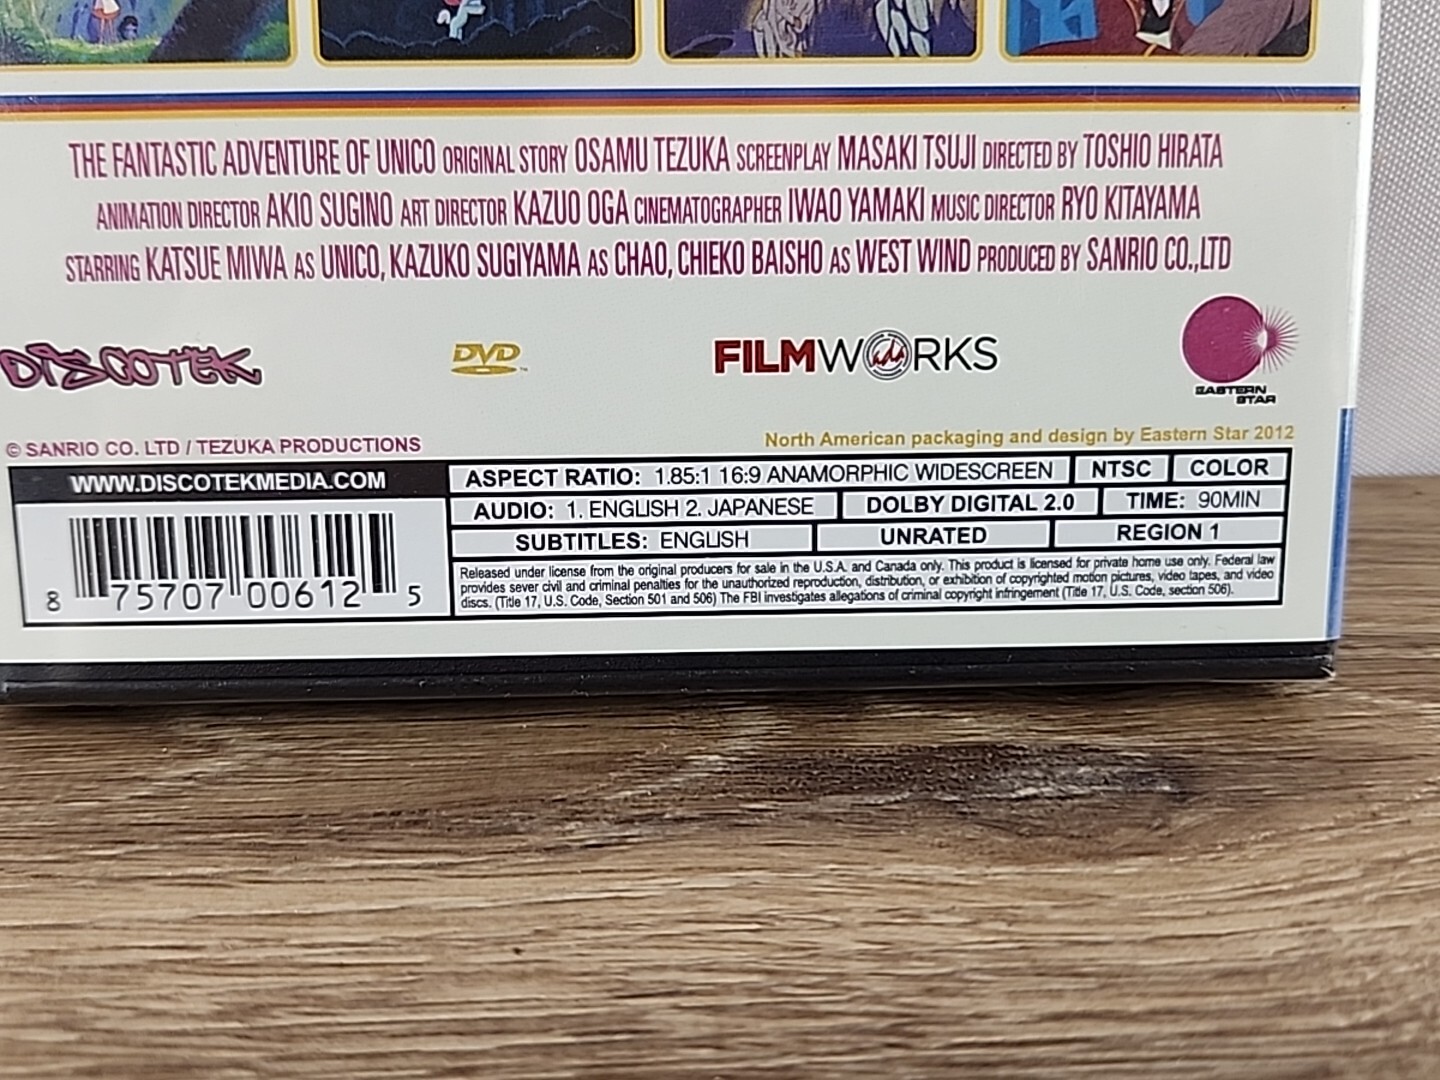 THE FANTASTIC ADVENTURE OF UNICO ORIGINAL STORY OSAMU TEZUKA SCREENPLAY MASAKI TSUJI DIRECTED BY TOSHIO HIRATA
ANIMATION DIRECTOR AKIO SUGINO ART DIRECTOR KAZUO OGA CINEMATOGRAPHER IWAO YAMAKI MUSIC DIRECTOR RYO KITAYAMA
STARRING KATSUE MIWA AS UNICO, KAZUKO SUGIYAMA AS CHAO, CHIEKO BAISHO AS WEST WIND PRODUCED BY SANRIO CO.,LTD
DISCOTEK
DVD
FILMWORKS
EASTERN
STAR
© SANRIO CO. LTD / TEZUKA PRODUCTIONS
North American packaging and design by Eastern Star 2012
WWW.DISCOTEKMEDIA.COM
8 75707 00612 5
ASPECT RATIO: 1.85:1 16:9 ANAMORPHIC WIDESCREEN NTSC COLOR
AUDIO: 1. ENGLISH 2. JAPANESE DOLBY DIGITAL 2.0 TIME: 90MIN
SUBTITLES: ENGLISH UNRATED REGION 1
Released under license from the original producers for sale in the U.S.A. and Canada only. This product is licensed for private home use only. Federal law
provides sever civil and criminal penalties for the unauthorized reproduction, distribution, or exhibition of copyrighted motion pictures, video tapes, and video
discs. (Title 17, U.S. Code, Section 501 and 506) The FBI investigates allegations of criminal copyright infringement (Title 17, U.S. Code, section 506).